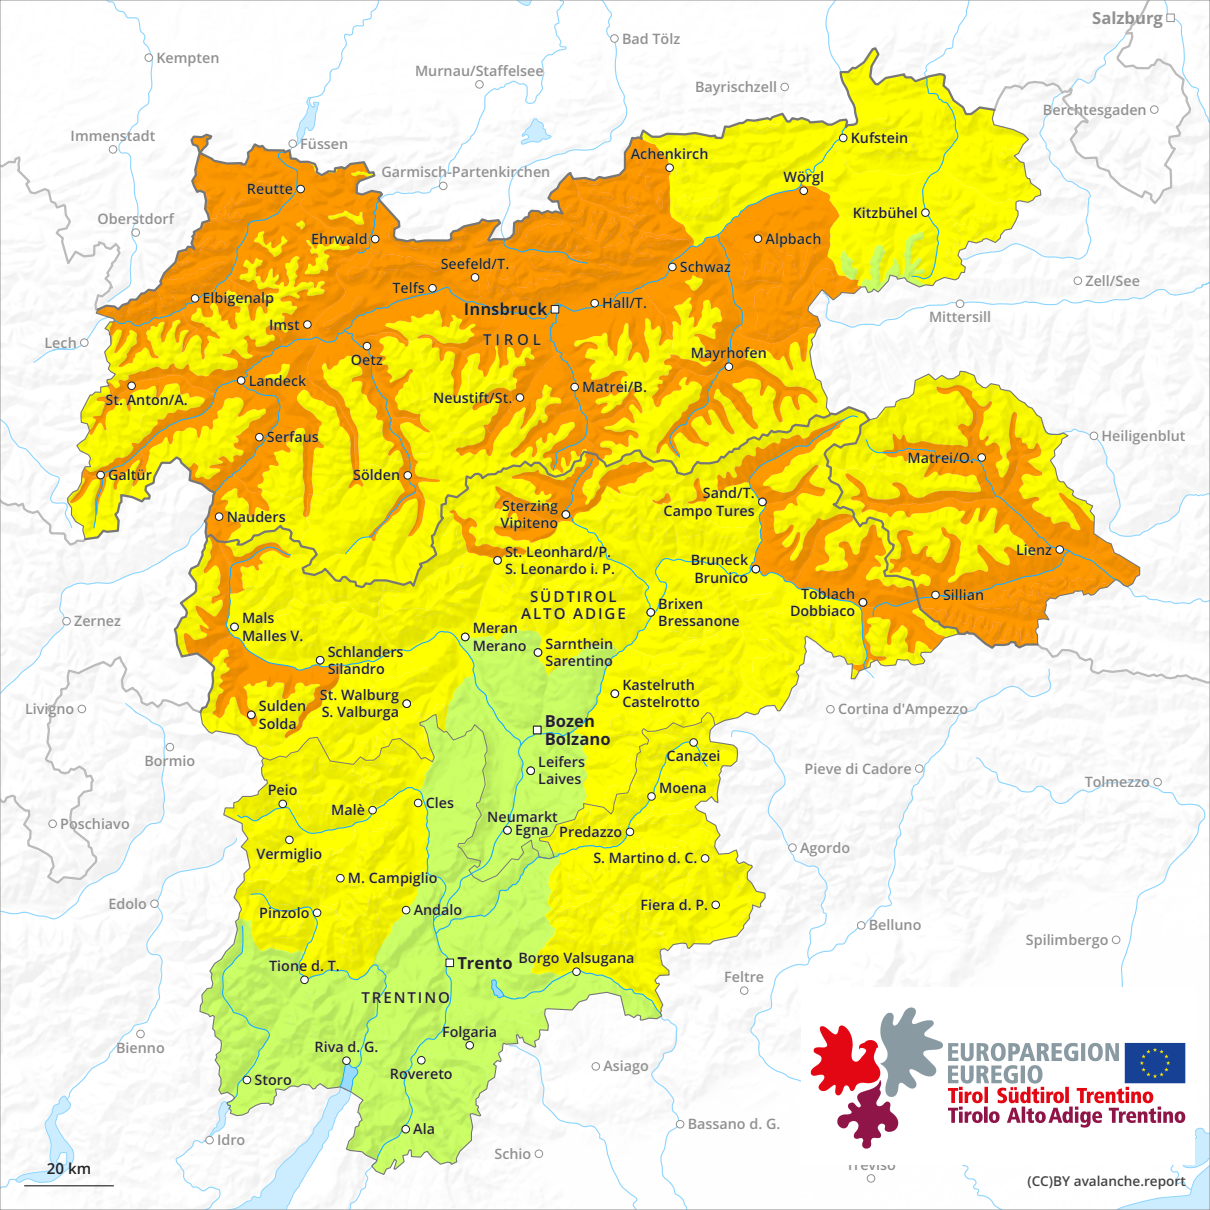 Salzburg
Bad Tölz
Kempten
Murnau/Staffelsee
Bayrischzell
Berchtesgaden
Immenstadt
Füssen
Kufstein
Achenkirch
Garmisch-Partenkirchen
Wörgl
Reutte
Oberstdorf
Kitzbühel
Ehrwald
Alpbach
Seefeld/T.
Schwaz
Zell/See
Telfs
Elbigenalp
Hall/T.
Innsbruck
Mittersill
Imst
TIROL
Lech
Oetz
Mayrhofen
Landeck
Matrei/B.
St. Anton/A.
Neustift/St.
Serfaus
Heiligenblut
Matrei/O.
Galtür
Sölden
Sand/T.
Campo Tures
Sterzing
Vipiteno
Nauders
St. Leonhard/P.
S. Leonardo i. P.
Lienz
Bruneck
Brunico
SÜDTIROL
ALTO ADIGE
Toblach
Dobbiaco
Sillian
Brixen
Bressanone
Zernez
Mals
Malles V.
Meran
Merano
Sarnthein
Sarentino
Schlanders
Silandro
Kastelruth
Castelrotto
St. Walburg
S. Valburga
Livigno
Sulden
Solda
Cortina d'Ampezzo
Bozen
Bolzano
Bormio
Canazei
Leifers
Laives
Pieve di Cadore
Tolmezzo
Peio
Moena
Malè
Cles
Neumarkt
Egna
Predazzo
Poschiavo
Vermiglio
Agordo
S. Martino d. C.
M. Campiglio
Edolo
Pinzolo
Andalo
Fiera d. P.
Belluno
Spilimbergo
Tione d. T.
Trento
Borgo Valsugana
Feltre
TRENTINO
Folgaria
Bienno
Riva d. G.
Rovereto
Asiago
Storo
EUROPAREGION
EUREGIO
Tirol Südtirol Trentino
Tirolo Alto Adige Trentino
Ala
Bassano d. G.
Idro
Schio
20 km
(CC)BY avalanche.report